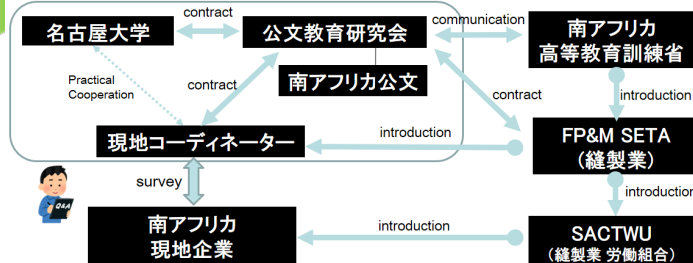 名古屋大学
contract
公文教育研究会
communication
南アフリカ
高等教育訓練省
Practical
Cooperation
contract
南アフリカ公文
contract
introduction
現地コーディネーター
introduction
FP&M SETA
(縫製業)
survey
Q&A
introduction
南アフリカ
現地企業
introduction
SACTWU
(縫製業 労働組合)